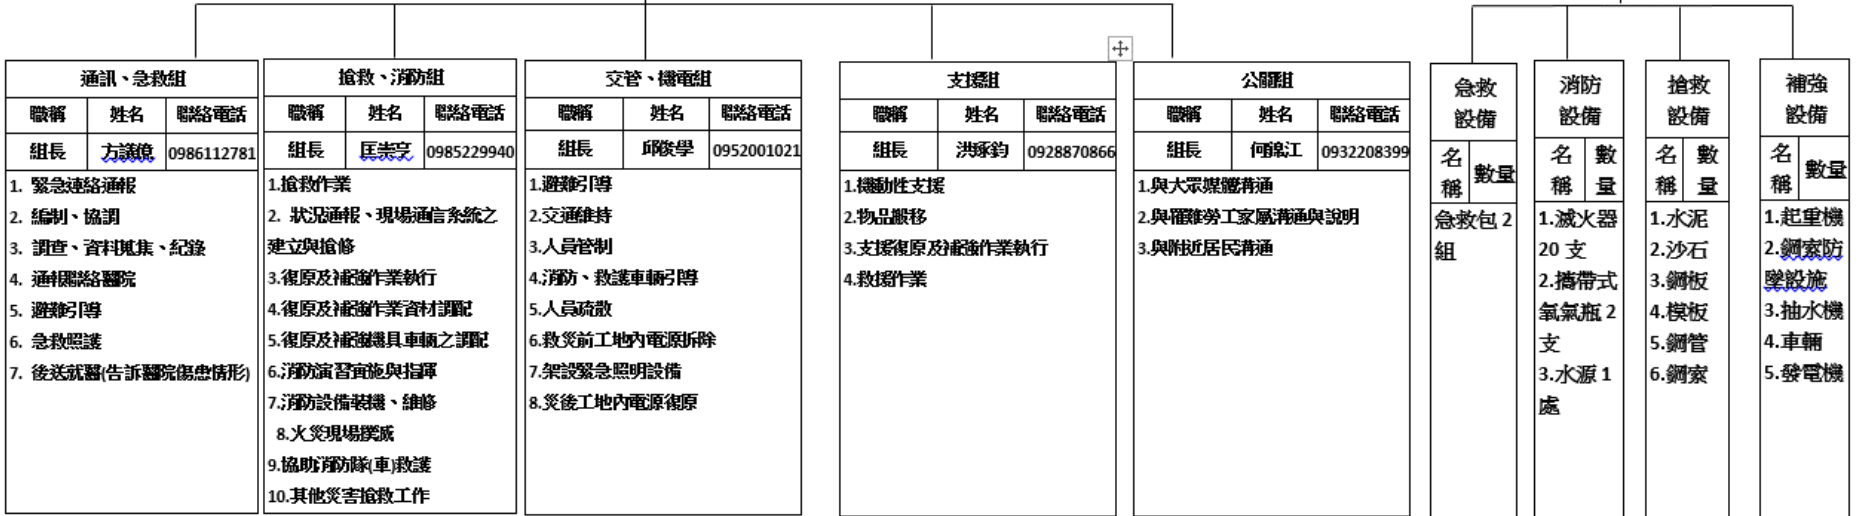 通訊、急救組
職稱 姓名 聯絡電話
組長 方議億 0986112781
1. 緊急連絡通報
2. 編制、協調
3. 調查、資料蒐集、紀錄
4. 通報聯絡醫院
5. 避難引導
6. 急救照護
7. 後送就醫(告訴醫院傷患情形)
搶救、消防組
職稱 姓名 聯絡電話
組長 匡崇孚 0985229940
1.搶救作業
2. 狀況通報、現場通信系統之
建立與搶修
3.復原及補強作業執行
4.復原及補強作業資材調配
5.復原及補強機具車輛之調配
6.消防演習實施與指揮
7.消防設備裝機、維修
8.火災現場撲滅
9.協助消防隊(車)救護
10.其他災害搶救工作
交管、機電組
職稱 姓名 聯絡電話
組長 邱俊學 0952001021
1.避難引導
2.交通維持
3.人員管制
4.消防、救護車輛引導
5.人員疏散
6.救災前工地內電源拆除
7.架設緊急照明設備
8.災後工地內電源復原
支援組
職稱 姓名 聯絡電話
組長 洪琢鈞 0928870866
1.機動性支援
2.物品搬移
3.支援復原及補強作業執行
4.救援作業
公關組
職稱 姓名 聯絡電話
組長 何錦江 0932208399
1.與大眾媒體溝通
2.與罹難勞工家屬溝通與說明
3.與附近居民溝通
急救
設備
名
稱 數量
急救包 2
組
消防
設備
名 數
稱 量
1.滅火器
20 支
2.攜帶式
氧氣瓶 2
支
3.水源 1
處
搶救
設備
名 數
稱 量
1.水泥
2.沙石
3.鋼板
4.模板
5.鋼管
6.鋼索
補強
設備
名
稱 數量
1.起重機
2.鋼索防
墜設施
3.抽水機
4.車輛
5.發電機